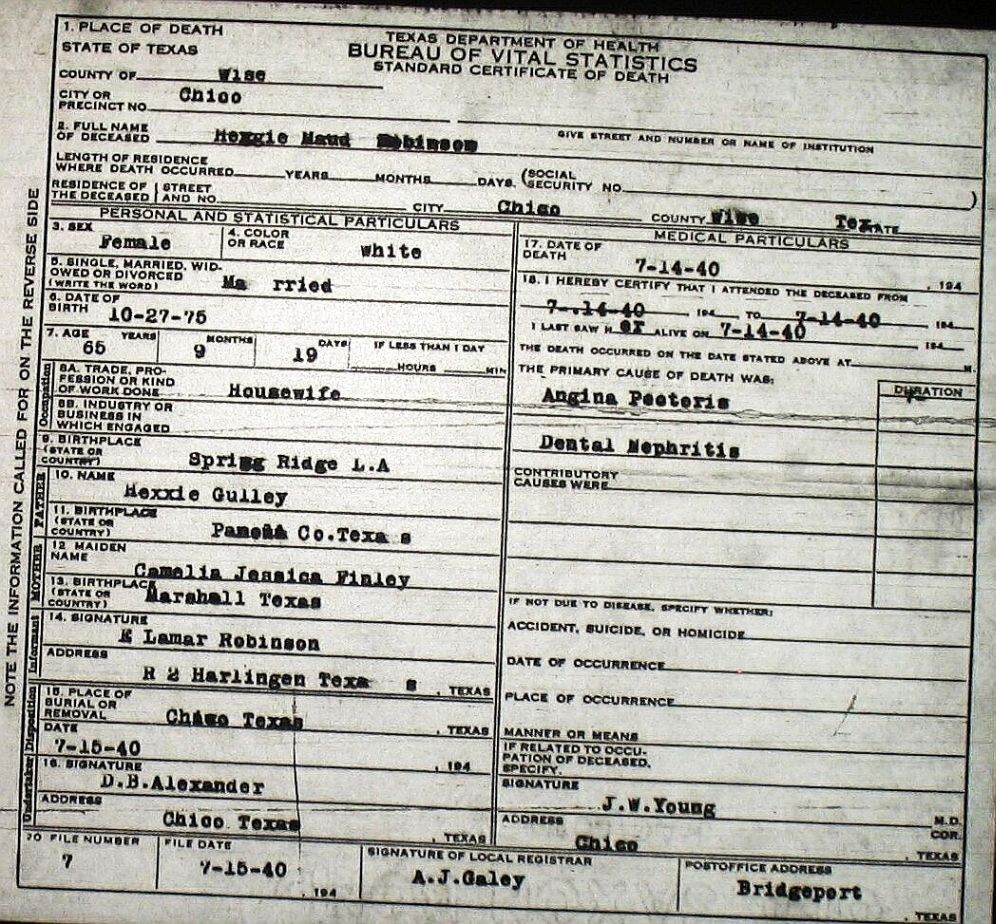 1. PLACE OF DEATH
STATE OF TEXAS
TEXAS DEPARTMENT OF HEALTH
BUREAU OF VITAL STATISTICS
STANDARD CERTIFICATE OF DEATH
COUNTY OF Wise
CITY OR PRECINCT NO. Chico
GIVE STREET AND NUMBER OR NAME OF INSTITUTION
2. FULL NAME OF DECEASED Maud Robinson
LENGTH OF RESIDENCE
WHERE DEATH OCCURRED YEARS MONTHS DAYS. (SOCIAL SECURITY NO. )
RESIDENCE OF THE DECEASED STREET AND NO. CITY Chico COUNTY Wise Tex STATE
PERSONAL AND STATISTICAL PARTICULARS
3. SEX Female
4. COLOR OR RACE White
5. SINGLE, MARRIED, WIDOWED OR DIVORCED (WRITE THE WORD) Ma rried
6. DATE OF BIRTH 10-27-75
7. AGE 65 YEARS 9 MONTHS 19 DAYS IF LESS THAN 1 DAY HOURS MIN
Occupation
8A. TRADE, PROFESSION OR KIND OF WORK DONE Housewife
8B. INDUSTRY OR BUSINESS IN WHICH ENGAGED
9. BIRTHPLACE (STATE OR COUNTRY) Spring Ridge L.A
FATHER
10. NAME Hexxie Gulley
11. BIRTHPLACE (STATE OR COUNTRY) Co.Texa s
MOTHER
12 MAIDEN NAME Camelia Jessica Finley
13. BIRTHPLACE (STATE OR COUNTRY) Marshall Texas
Informant
14. SIGNATURE E Lamar Robinson
ADDRESS R 2 Harlingen Texa s , TEXAS
Disposition
15. PLACE OF BURIAL OR REMOVAL Chico Texas , TEXAS
DATE 7-15-40 , 194
Undertaker
16. SIGNATURE D.B.Alexander
ADDRESS Chico Texas , TEXAS
MEDICAL PARTICULARS
17. DATE OF DEATH 7-14-40 , 194
18. I HEREBY CERTIFY THAT I ATTENDED THE DECEASED FROM
7-.14-40 194 TO 7-14-40 194
I LAST SAW H er ALIVE ON 7-14-40 194
THE DEATH OCCURRED ON THE DATE STATED ABOVE AT M.
THE PRIMARY CAUSE OF DEATH WAS: DURATION
Angina Pectoris
Dental Nephritis
CONTRIBUTORY CAUSES WERE
IF NOT DUE TO DISEASE, SPECIFY WHETHER:
ACCIDENT, SUICIDE, OR HOMICIDE
DATE OF OCCURRENCE
PLACE OF OCCURRENCE
MANNER OR MEANS
IF RELATED TO OCCUPATION OF DECEASED, SPECIFY.
SIGNATURE J.W.Young M.D. COR.
ADDRESS Chico , TEXAS
20 FILE NUMBER 7
FILE DATE 7-15-40 , 194
SIGNATURE OF LOCAL REGISTRAR A.J.Galey
POSTOFFICE ADDRESS Bridgeport , TEXAS
NOTE THE INFORMATION CALLED FOR ON THE REVERSE SIDE